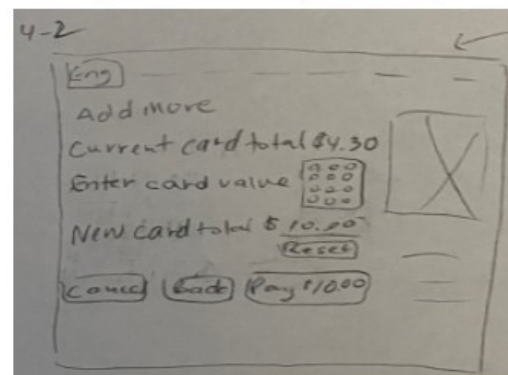 4-2
Eng
Add more
Current card total $4.30
Enter card value
New card total $ 10.00
Reset
Cancel Back Pay $10.00